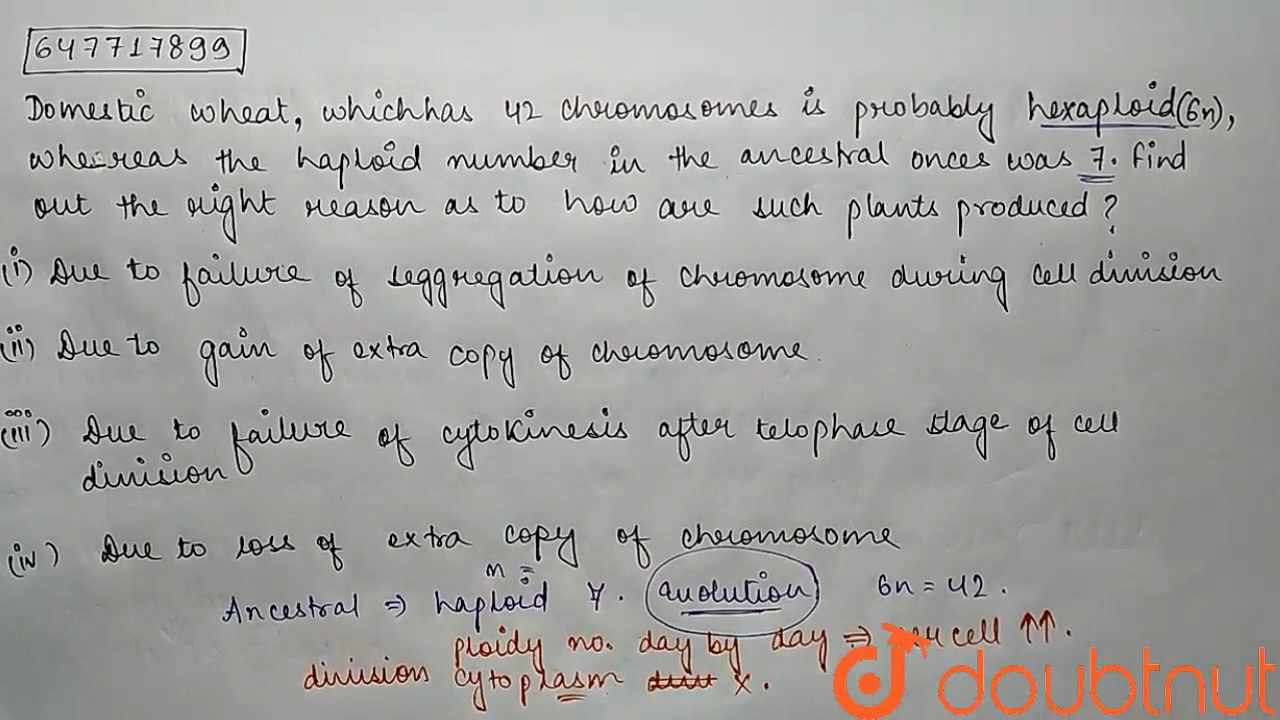 647717899
Domestic wheat, which has 42 chromosomes is probably hexaploid (6n),
whereas the haploid number in the ancestral onces was 7. Find
out the right reason as to how are such plants produced?
(i) Due to failure of seggregation of chromosome during cell division
(ii) Due to gain of extra copy of chromosome.
(iii) Due to failure of cytokinesis after telophase stage of cell
division
(iv) Due to loss of extra copy of chromosome
n =
Ancestral ⇒ haploid 7. 6n = 42.
ploidy no. day by day ⇒ cell ↑↑.
division cytoplasm x.
doubtnut